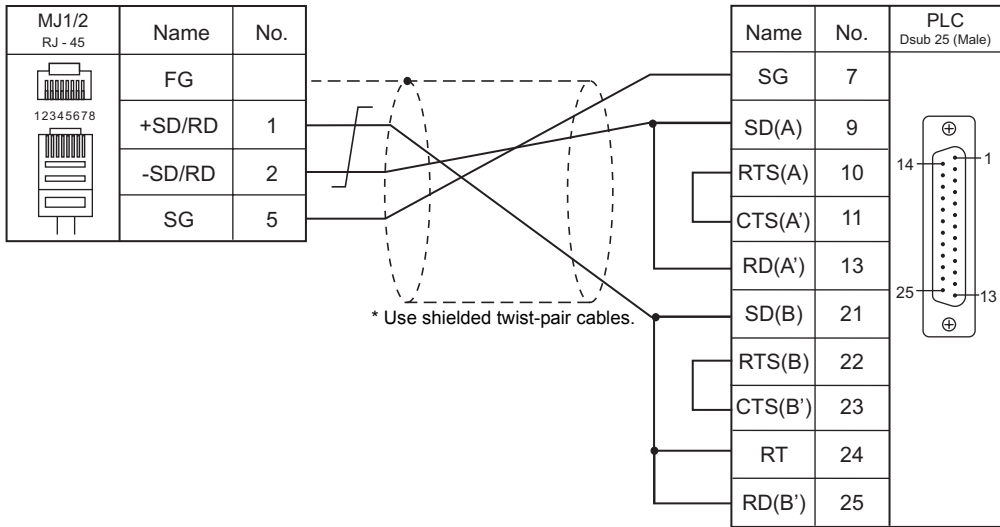 MJ1/2
RJ - 45
Name No.
12345678
FG
+SD/RD 1
-SD/RD 2
SG 5
* Use shielded twist-pair cables.
Name No.
PLC
Dsub 25 (Male)
SG 7
SD(A) 9
RTS(A) 10
CTS(A’) 11
RD(A’) 13
SD(B) 21
RTS(B) 22
CTS(B’) 23
RT 24
RD(B’) 25
14 1
25 13